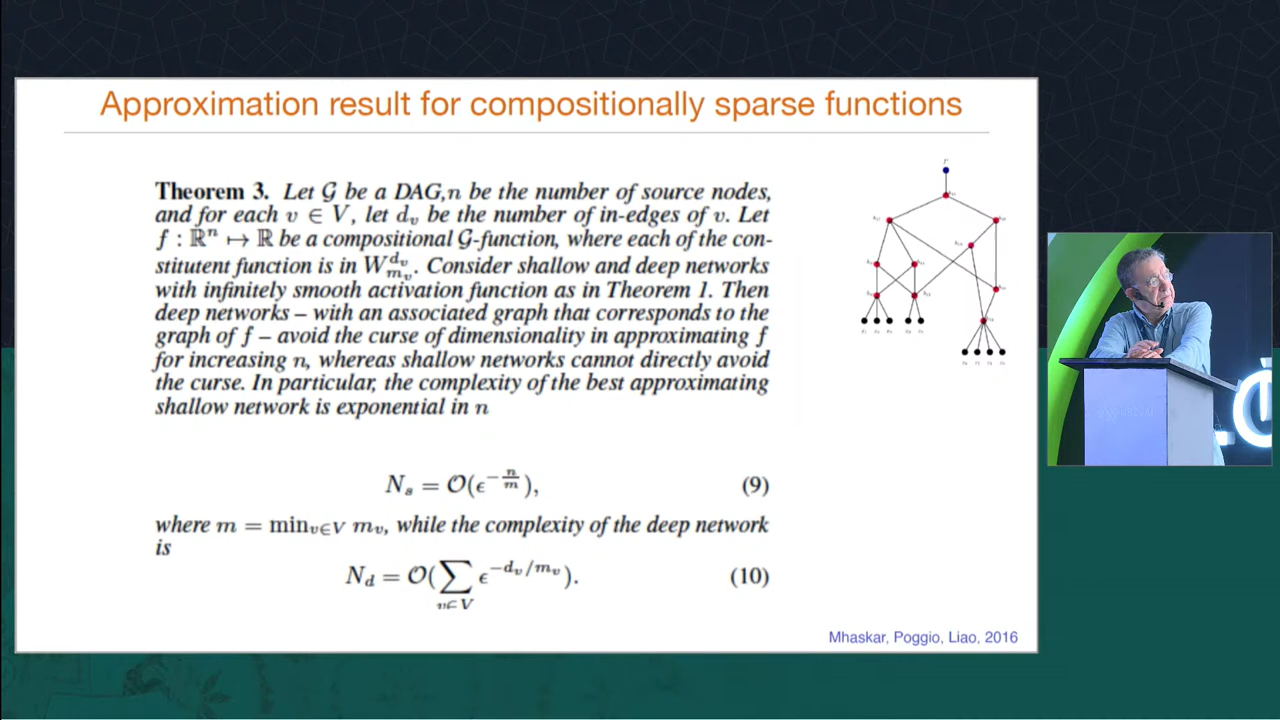 Approximation result for compositionally sparse functions
Theorem 3. Let G be a DAG,n be the number of source nodes,
and for each v ∈ V, let dᵥ be the number of in-edges of v. Let
f : ℝⁿ ↦ ℝ be a compositional G-function, where each of the con-
stitutent function is in W_{m_v}^{d_v}. Consider shallow and deep networks
with infinitely smooth activation function as in Theorem 1. Then
deep networks – with an associated graph that corresponds to the
graph of f – avoid the curse of dimensionality in approximating f
for increasing n, whereas shallow networks cannot directly avoid
the curse. In particular, the complexity of the best approximating
shallow network is exponential in n
N_s = O(ϵ^{-n/m}), (9)
where m = min_{v∈V} m_v, while the complexity of the deep network
is
N_d = O(∑_{v∈V} ϵ^{-d_v/m_v}). (10)
Mhaskar, Poggio, Liao, 2016